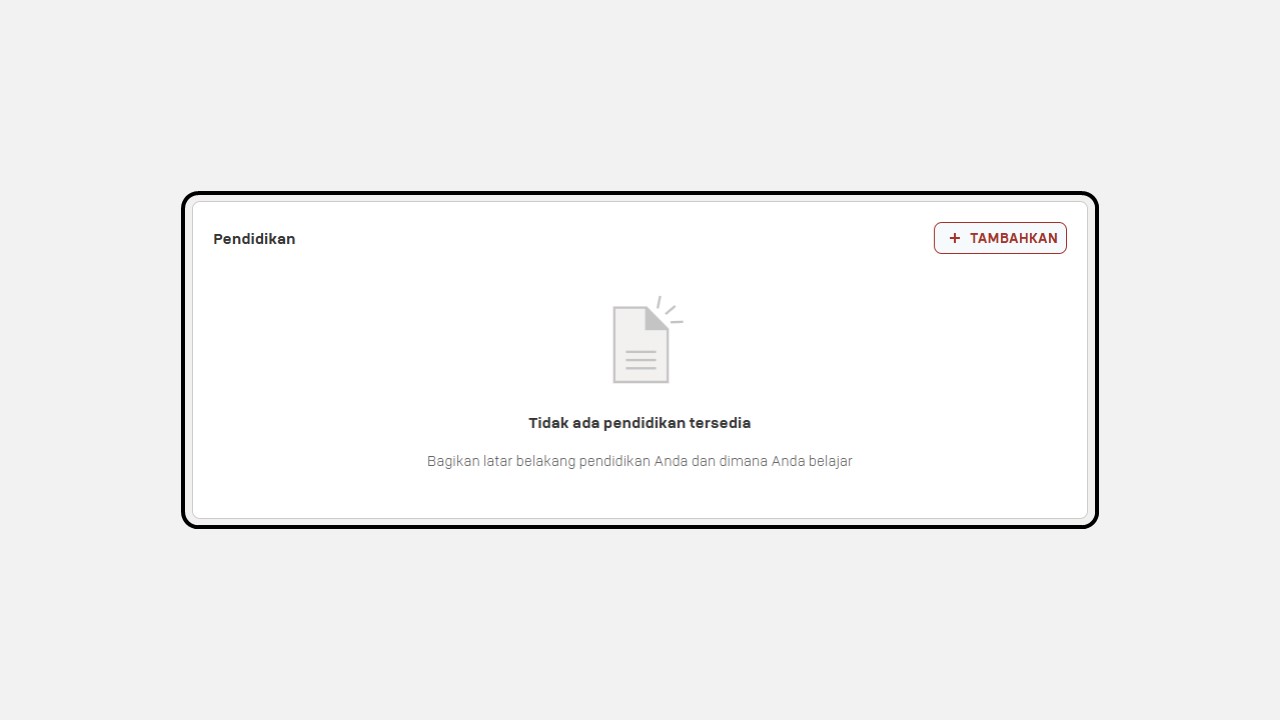 Pendidikan
+ TAMBAHKAN
Tidak ada pendidikan tersedia
Bagikan latar belakang pendidikan Anda dan dimana Anda belajar